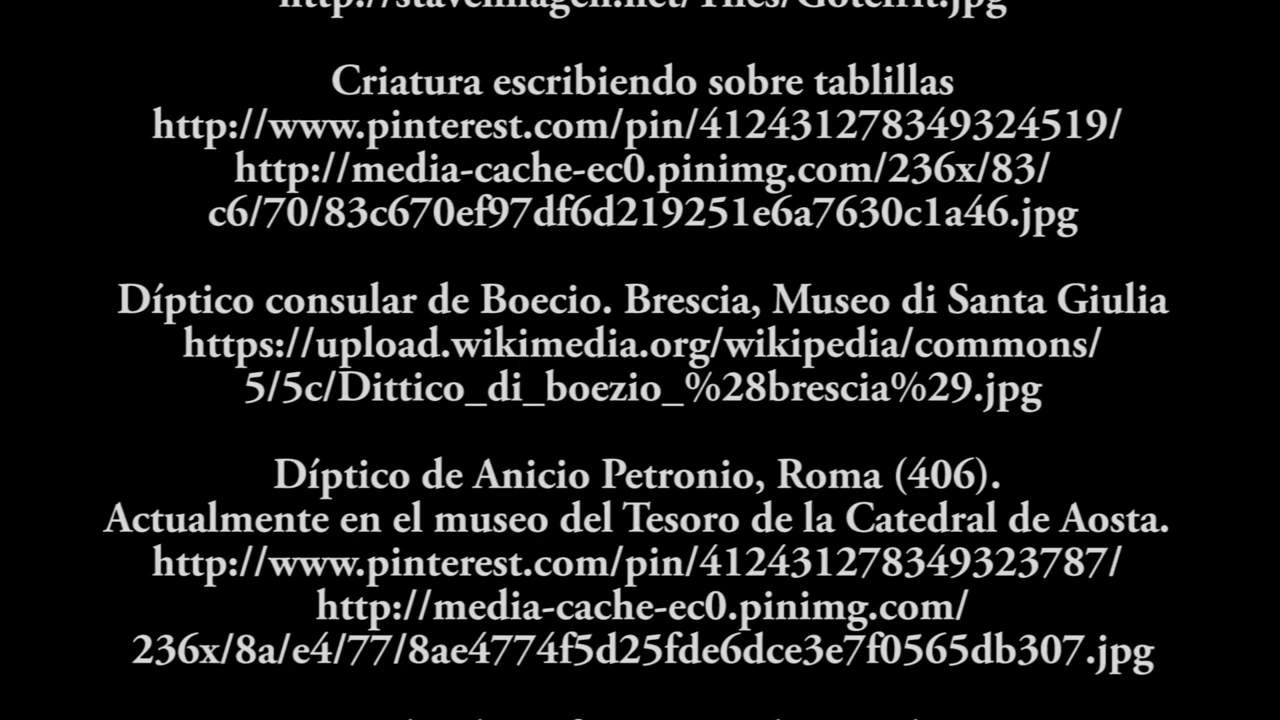 Criatura escribiendo sobre tablillas
http://www.pinterest.com/pin/412431278349324519/
http://media-cache-ec0.pinimg.com/236x/83/
c6/70/83c670ef97df6d219251e6a7630c1a46.jpg
Díptico consular de Boecio. Brescia, Museo di Santa Giulia
https://upload.wikimedia.org/wikipedia/commons/
5/5c/Dittico_di_boezio_%28brescia%29.jpg
Díptico de Anicio Petronio, Roma (406).
Actualmente en el museo del Tesoro de la Catedral de Aosta.
http://www.pinterest.com/pin/412431278349323787/
http://media-cache-ec0.pinimg.com/
236x/8a/e4/77/8ae4774f5d25fde6dce3e7f0565db307.jpg